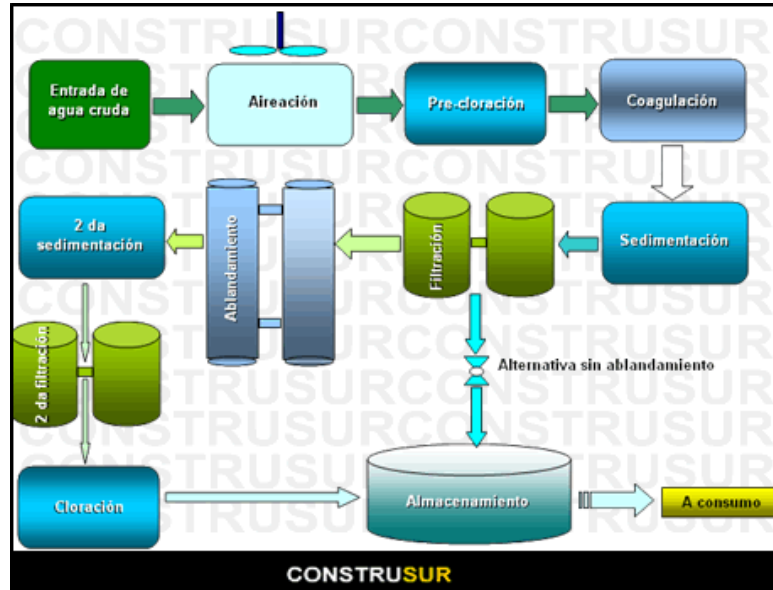 CONSTRUSURCONSTRUSUR
Entrada de
agua cruda
Aireación
Pre-cloración
Coagulación
2 da
sedimentación
Ablandamiento
Filtración
Sedimentación
2 da filtración
Alternativa sin ablandamiento
Cloración
Almacenamiento
A consumo
CONSTRUSUR